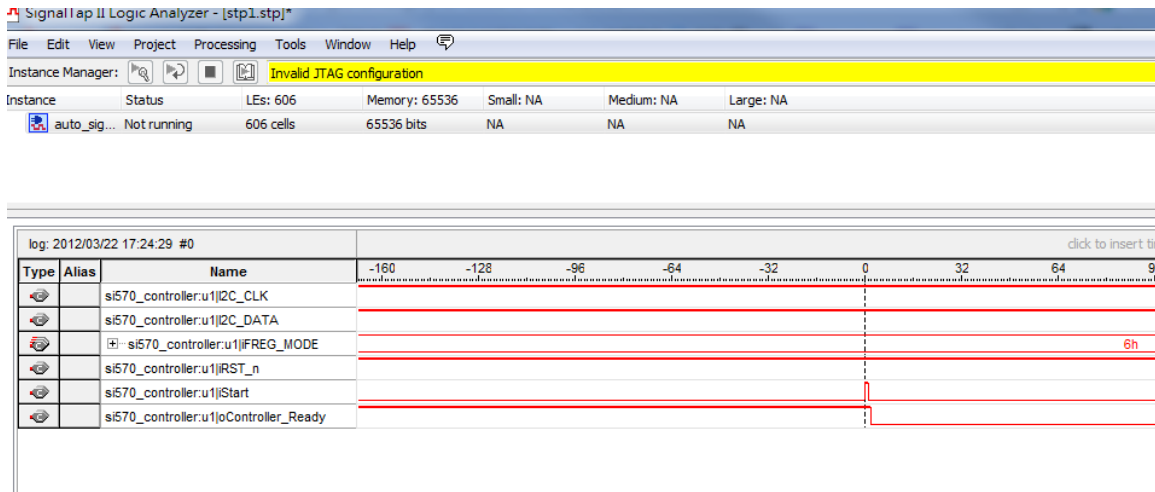 SignalTap II Logic Analyzer - [stp1.stp]*
File Edit View Project Processing Tools Window Help
Instance Manager: Invalid JTAG configuration
Instance Status LEs: 606 Memory: 65536 Small: NA Medium: NA Large: NA
auto_sig... Not running 606 cells 65536 bits NA NA NA
log: 2012/03/22 17:24:29 #0 click to insert ti
Type Alias Name -160 -128 -96 -64 -32 0 32 64 9
si570_controller:u1|I2C_CLK
si570_controller:u1|I2C_DATA
si570_controller:u1|iFREG_MODE 6h
si570_controller:u1|iRST_n
si570_controller:u1|iStart
si570_controller:u1|oController_Ready